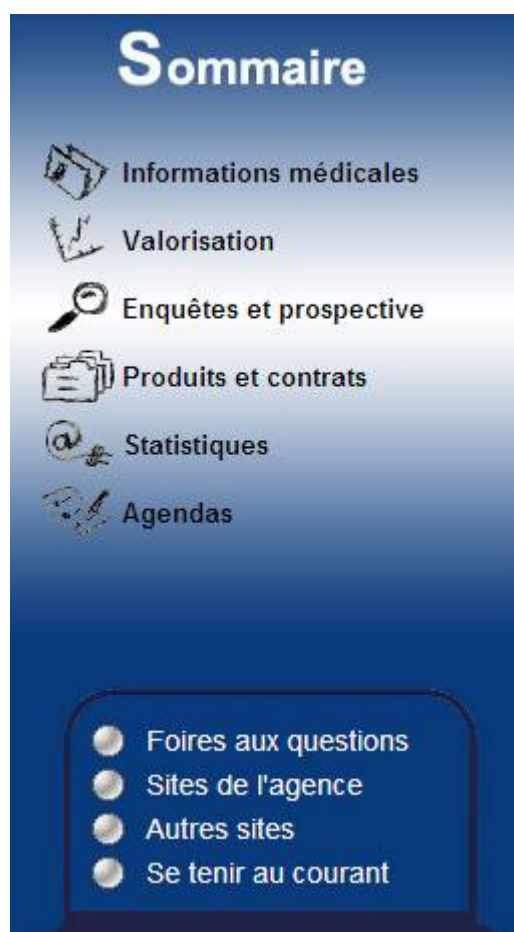 Sommaire
Informations médicales
Valorisation
Enquêtes et prospective
Produits et contrats
Statistiques
Agendas
Foires aux questions
Sites de l'agence
Autres sites
Se tenir au courant